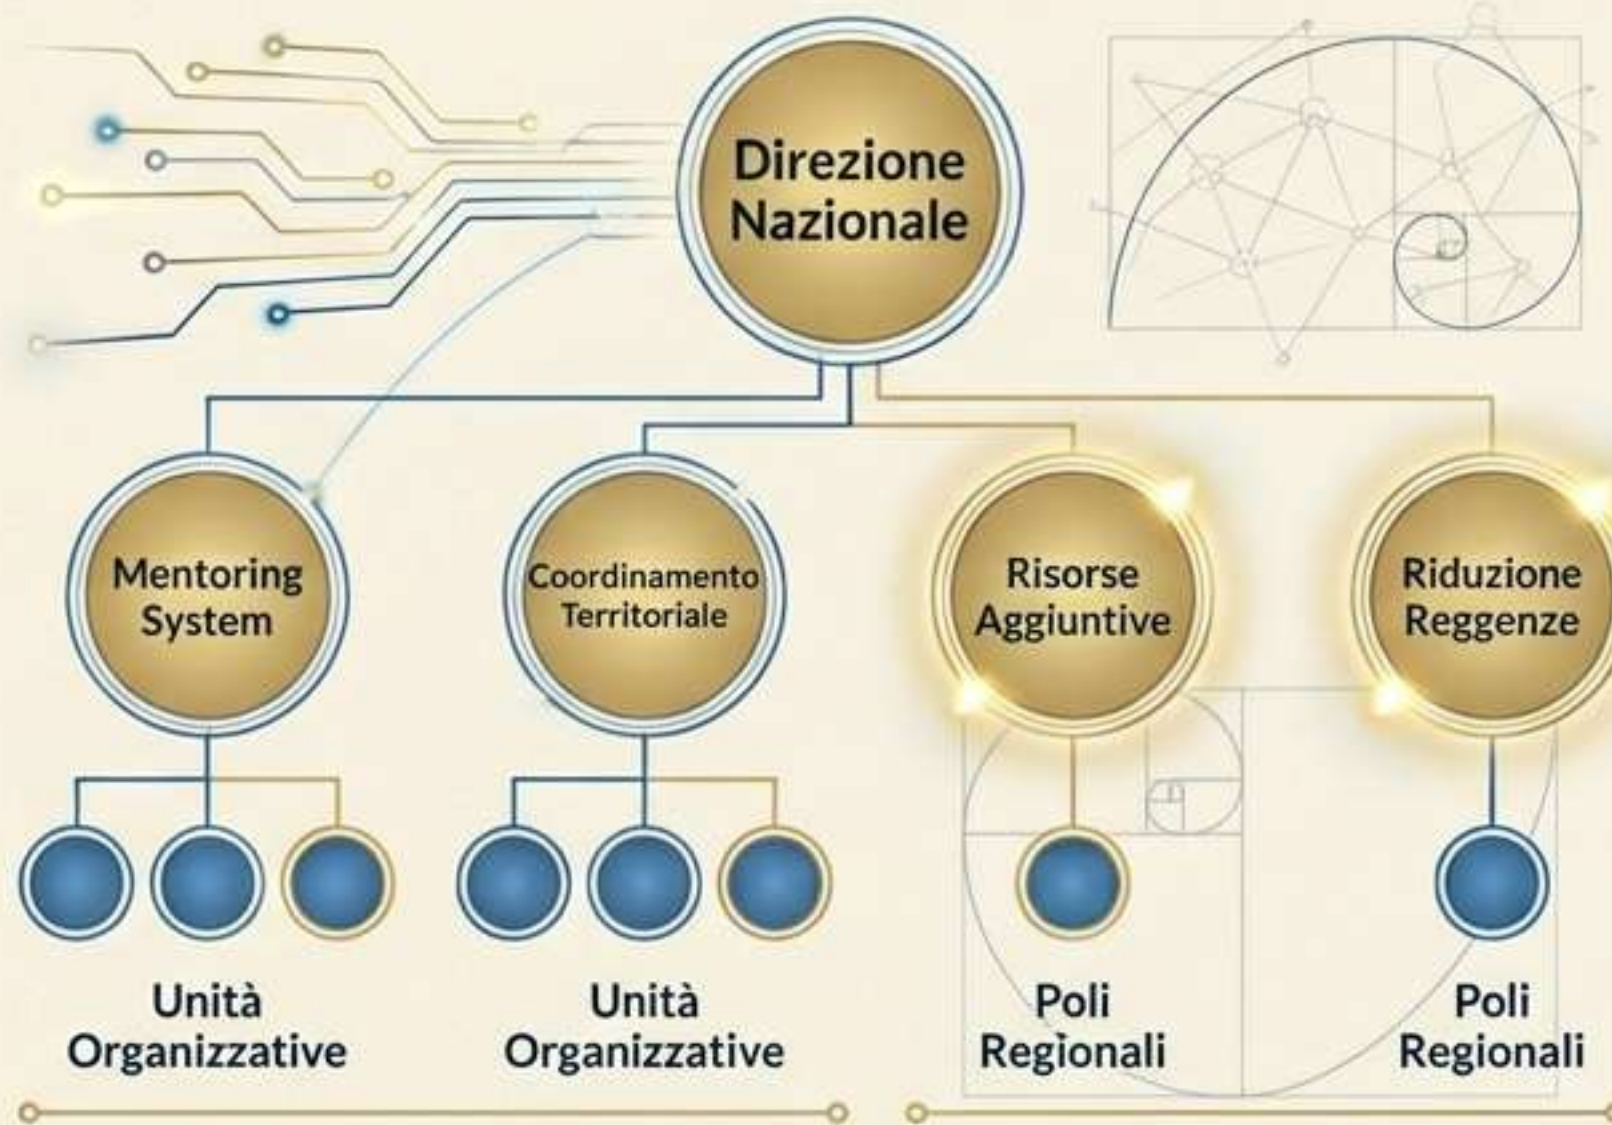 Direzione
Nazionale
Mentoring
System
Coordinamento
Territoriale
Risorse
Aggiuntive
Riduzione
Reggenze
Unità
Organizzative
Unità
Organizzative
Poli
Regionali
Poli
Regionali